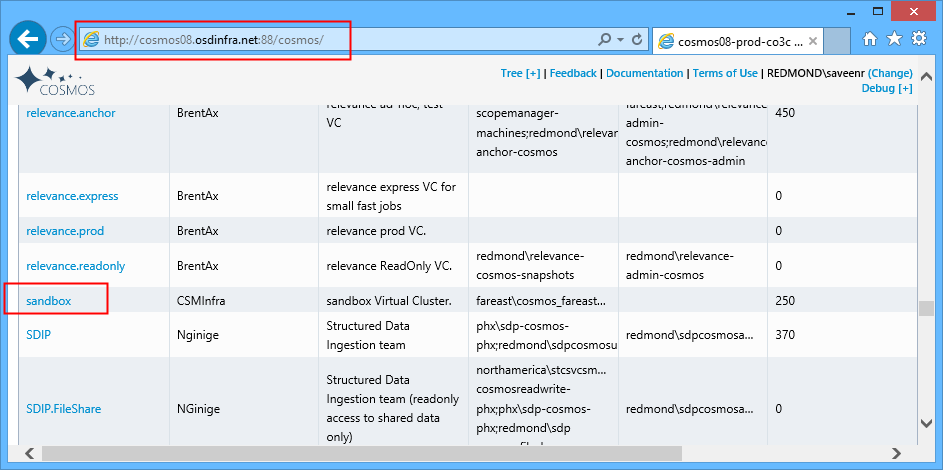 http://cosmos08.osdinfra.net:88/cosmos/
cosmos08-prod-co3c ...
COSMOS
Tree [+] | Feedback | Documentation | Terms of Use | REDMOND\saveenr (Change)
Debug [+]
relevance.anchor
BrentAx
relevance ad-hoc, test
VC
scopemanager-
machines;redmond\relevan
anchor-cosmos
fareast;redmond\relevance
admin-
cosmos;redmond\relevance
anchor-cosmos-admin
450
relevance.express
BrentAx
relevance express VC for
small fast jobs
0
relevance.prod
BrentAx
relevance prod VC.
0
relevance.readonly
BrentAx
relevance ReadOnly VC.
redmond\relevance-
cosmos-snapshots
redmond\relevance-
admin-cosmos
0
sandbox
CSMInfra
sandbox Virtual Cluster.
fareast\cosmos_fareast...
250
SDIP
Nginige
Structured Data
Ingestion team
phx\sdp-cosmos-
phx;redmond\sdpcosmosu
redmond\sdpcosmosa...
370
SDIP.FileShare
NGinige
Structured Data
Ingestion team (readonly
access to shared data
only)
northamerica\stcsvcsm...
cosmosreadwrite-
phx;phx\sdp-cosmos-
phx;redmond\sdp
redmond\sdpcosmosa...
0